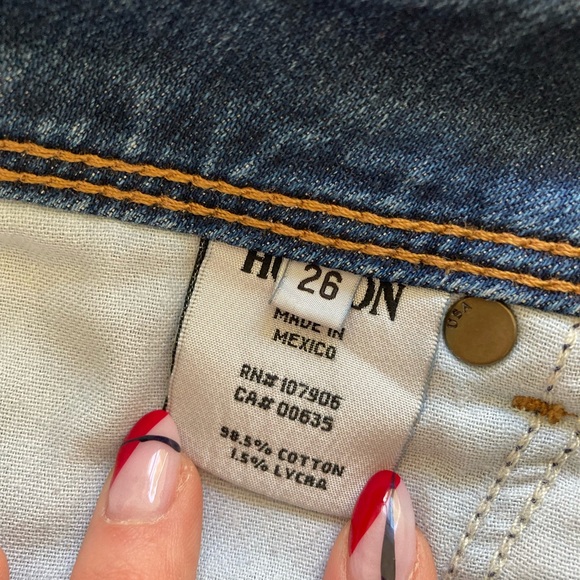 26
MADE IN
MEXICO
RN# 107906
CA# 00635
98.5% COTTON
1.5% LYCRA